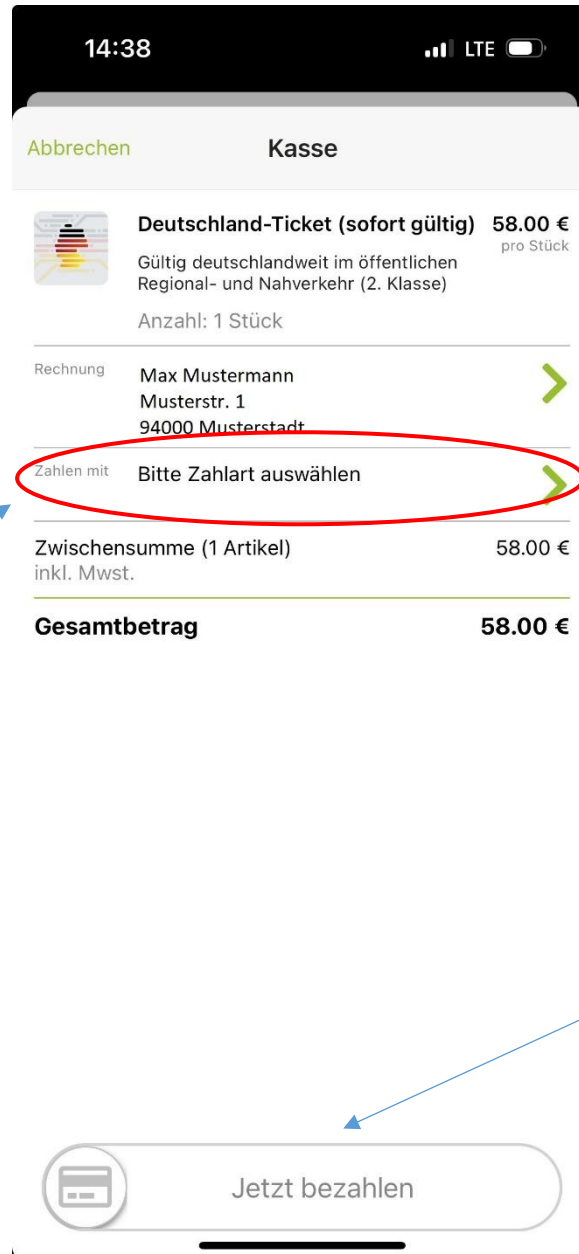 14:38 LTE
Abbrechen Kasse
Deutschland-Ticket (sofort gültig) 58.00 €
pro Stück
Gültig deutschlandweit im öffentlichen
Regional- und Nahverkehr (2. Klasse)
Anzahl: 1 Stück
Rechnung Max Mustermann
Musterstr. 1
94000 Musterstadt
Zahlen mit Bitte Zahlart auswählen
Zwischensumme (1 Artikel) 58.00 €
inkl. Mwst.
Gesamtbetrag 58.00 €
Jetzt bezahlen